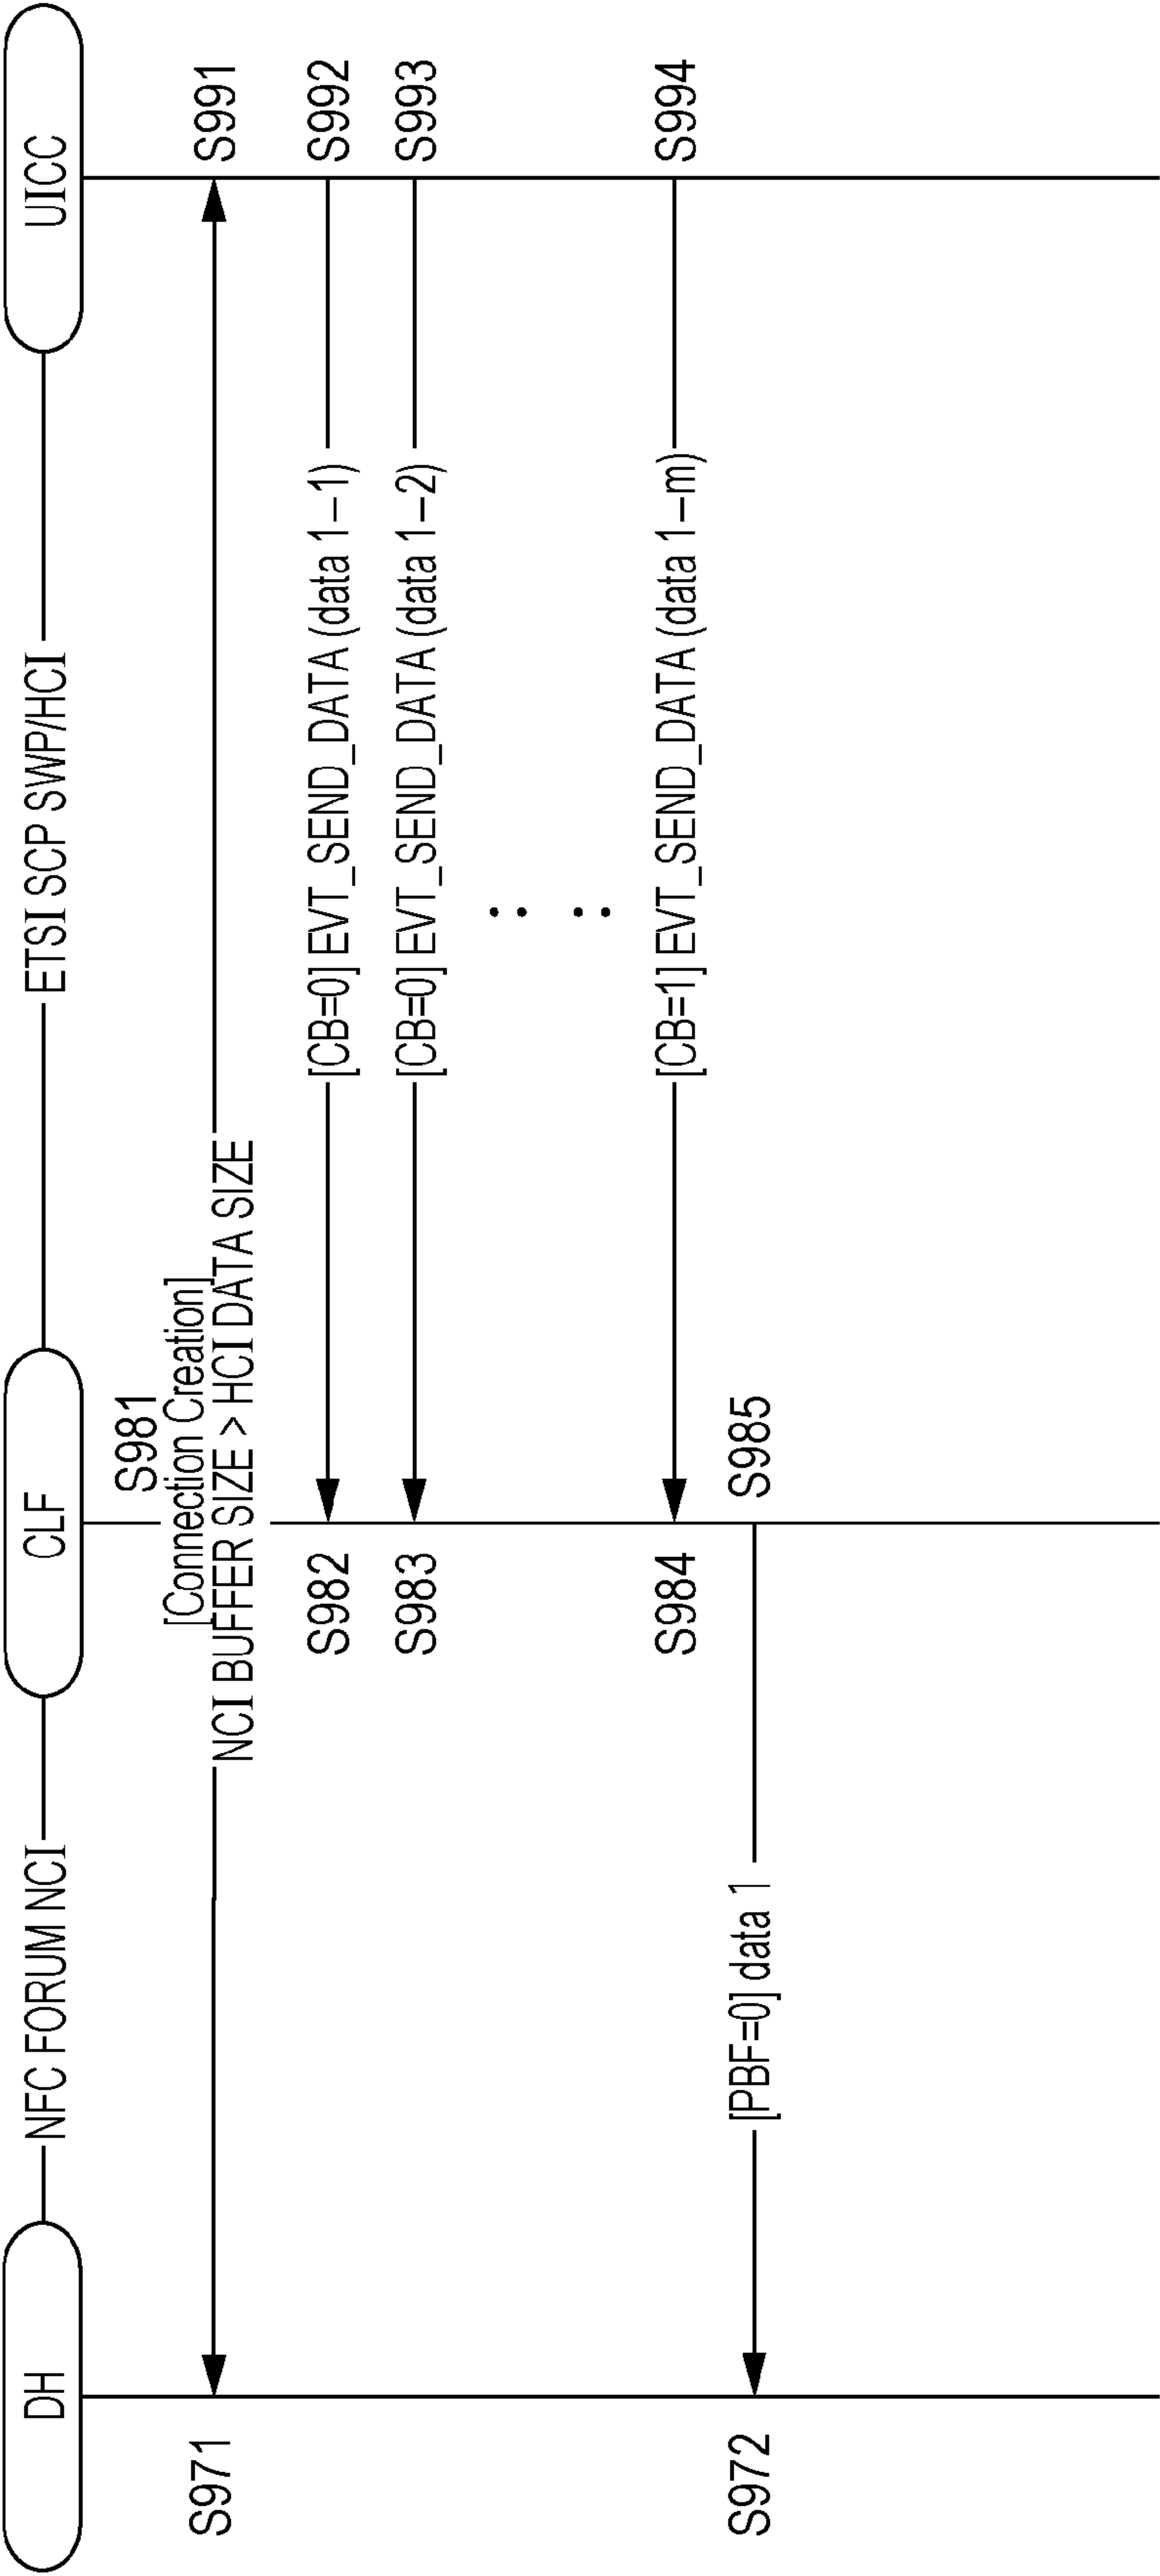 DH
NFC FORUM NCI
CLF
ETSI SCP SWP/HCI
UICC
S981
[Connection Creation]
S971
NCI BUFFER SIZE > HCI DATA SIZE
S991
S982
[CB=0] EVT_SEND_DATA (data 1–1)
S992
S983
[CB=0] EVT_SEND_DATA (data 1–2)
S993
S984
[CB=1] EVT_SEND_DATA (data 1–m)
S994
S972
[PBF=0] data 1
S985